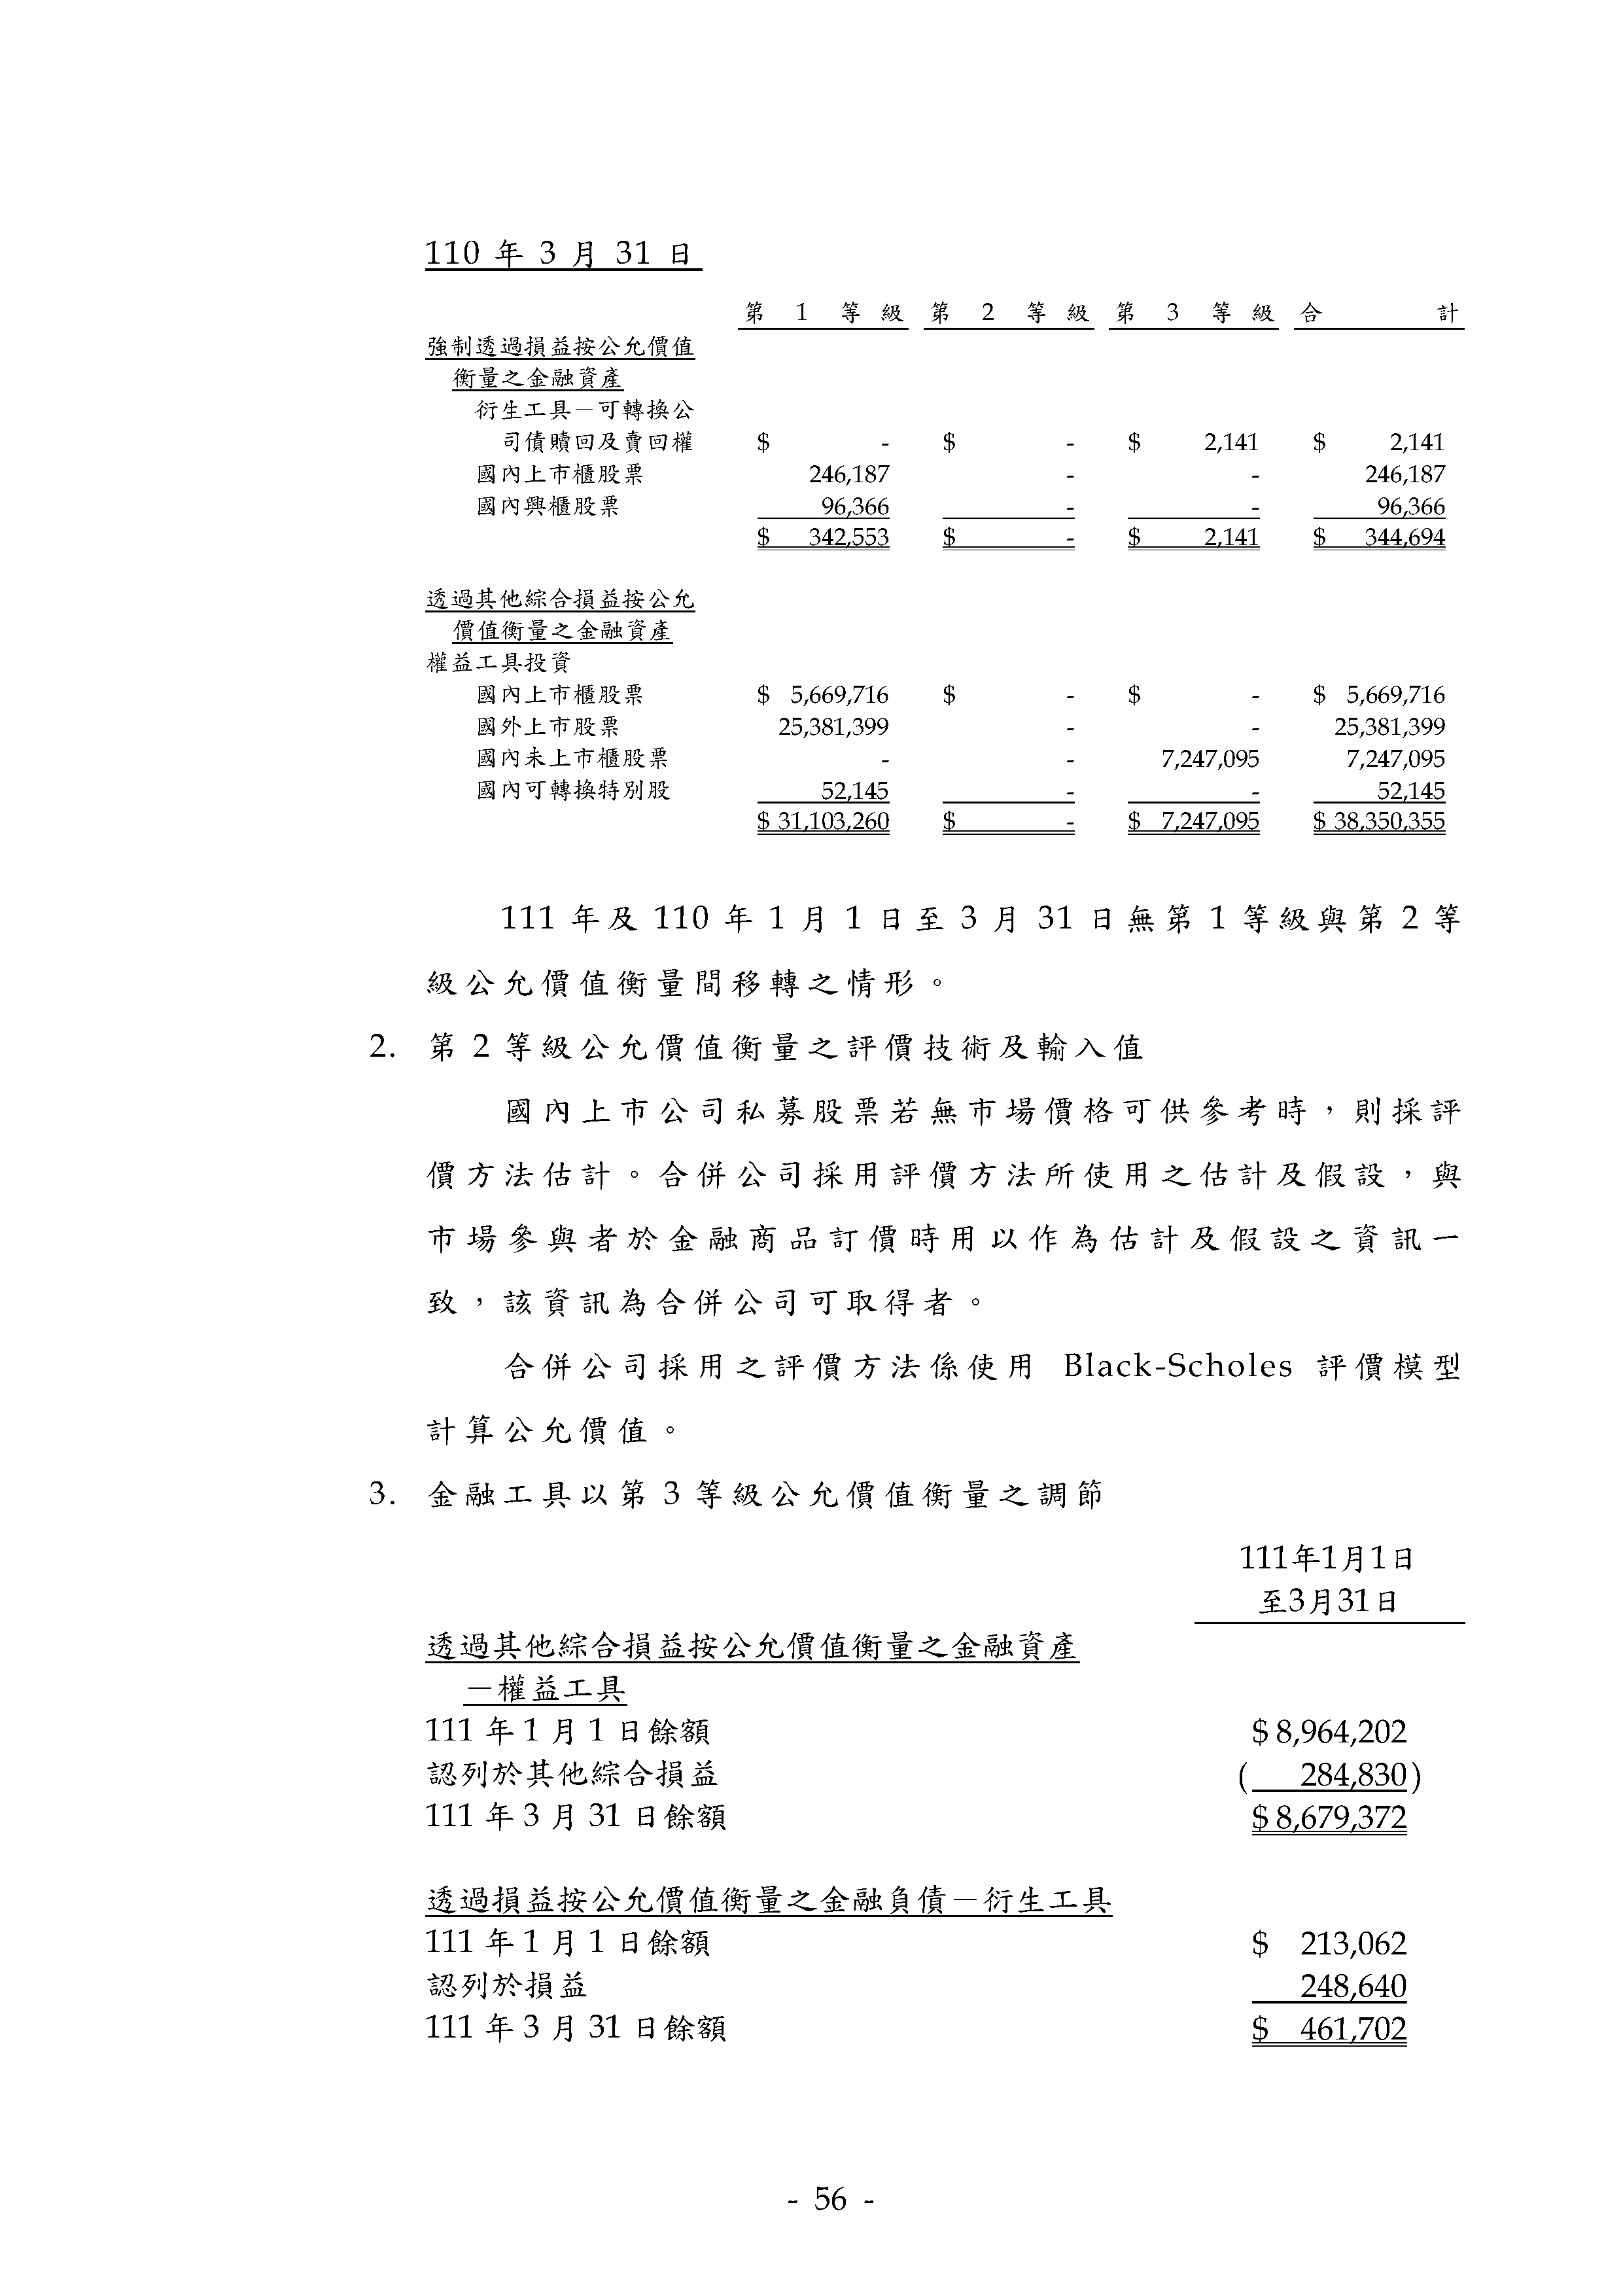 110 年 3 月 31 日
第 1 等級 第 2 等級 第 3 等級 合計
強制透過損益按公允價值
衡量之金融資產
衍生工具－可轉換公
司債贖回及賣回權 $ - $ - $ 2,141 $ 2,141
國內上市櫃股票 246,187 - - 246,187
國內興櫃股票 96,366 - - 96,366
$ 342,553 $ - $ 2,141 $ 344,694
透過其他綜合損益按公允
價值衡量之金融資產
權益工具投資
國內上市櫃股票 $ 5,669,716 $ - $ - $ 5,669,716
國外上市股票 25,381,399 - - 25,381,399
國內未上市櫃股票 - - 7,247,095 7,247,095
國內可轉換特別股 52,145 - - 52,145
$ 31,103,260 $ - $ 7,247,095 $ 38,350,355
111 年及 110 年 1 月 1 日至 3 月 31 日無第 1 等級與第 2 等
級公允價值衡量間移轉之情形。
2. 第 2 等級公允價值衡量之評價技術及輸入值
國內上市公司私募股票若無市場價格可供參考時，則採評
價方法估計。合併公司採用評價方法所使用之估計及假設，與
市場參與者於金融商品訂價時用以作為估計及假設之資訊一
致，該資訊為合併公司可取得者。
合併公司採用之評價方法係使用 Black-Scholes 評價模型
計算公允價值。
3. 金融工具以第 3 等級公允價值衡量之調節
111年1月1日
至3月31日
透過其他綜合損益按公允價值衡量之金融資產
－權益工具
111 年 1 月 1 日餘額 $ 8,964,202
認列於其他綜合損益 ( 284,830)
111 年 3 月 31 日餘額 $ 8,679,372
透過損益按公允價值衡量之金融負債－衍生工具
111 年 1 月 1 日餘額 $ 213,062
認列於損益 248,640
111 年 3 月 31 日餘額 $ 461,702
- 56 -